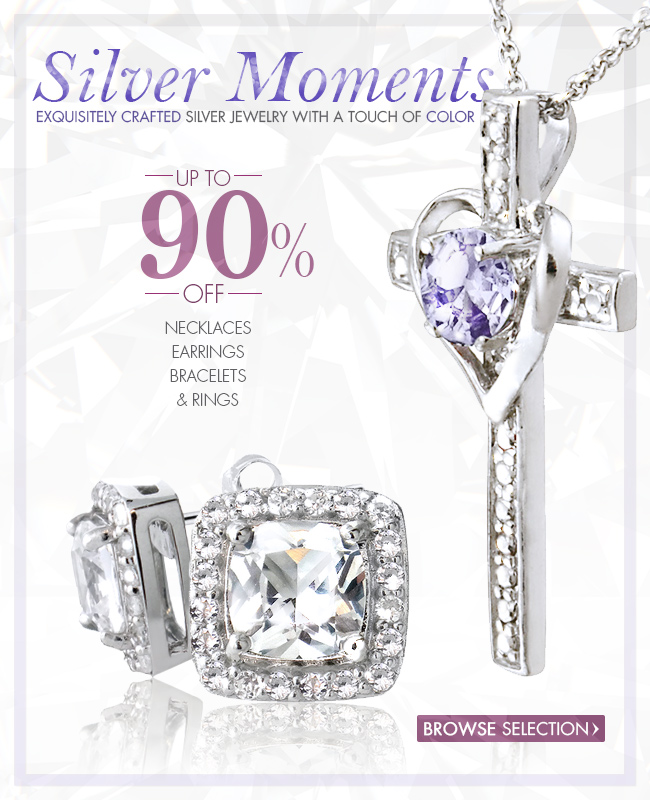 Silver Moments
EXQUISITELY CRAFTED SILVER JEWELRY WITH A TOUCH OF COLOR
UP TO
90%
OFF
NECKLACES
EARRINGS
BRACELETS
& RINGS
BROWSE SELECTION >